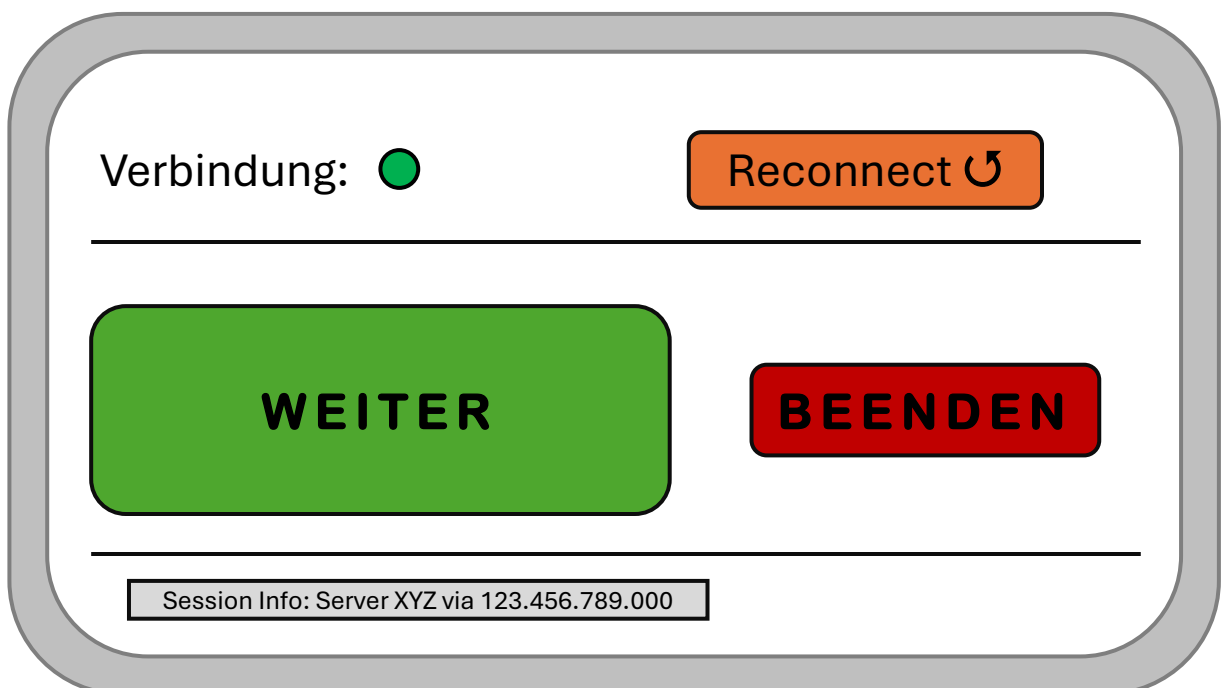 Verbindung:
Reconnect ↺
WEITER
BEENDEN
Session Info: Server XYZ via 123.456.789.000